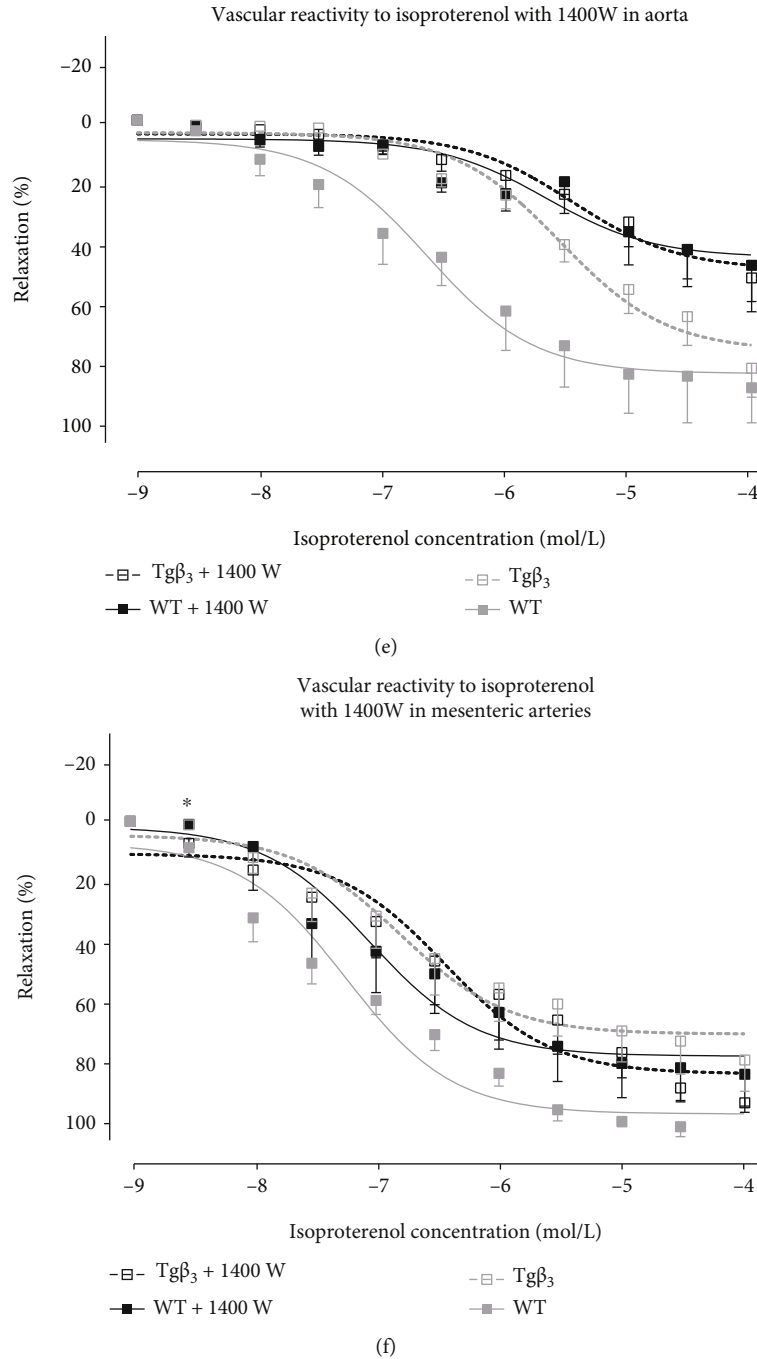 Vascular reactivity to isoproterenol with 1400W in aorta
−20
0
20
40
60
80
100
Relaxation (%)
−9 −8 −7 −6 −5 −4
Isoproterenol concentration (mol/L)
Tgβ₃ + 1400 W Tgβ₃
WT + 1400 W WT
(e)
Vascular reactivity to isoproterenol
with 1400W in mesenteric arteries
−20
0
20
40
60
80
100
*
Relaxation (%)
−9 −8 −7 −6 −5 −4
Isoproterenol concentration (mol/L)
Tgβ₃ + 1400 W Tgβ₃
WT + 1400 W WT
(f)